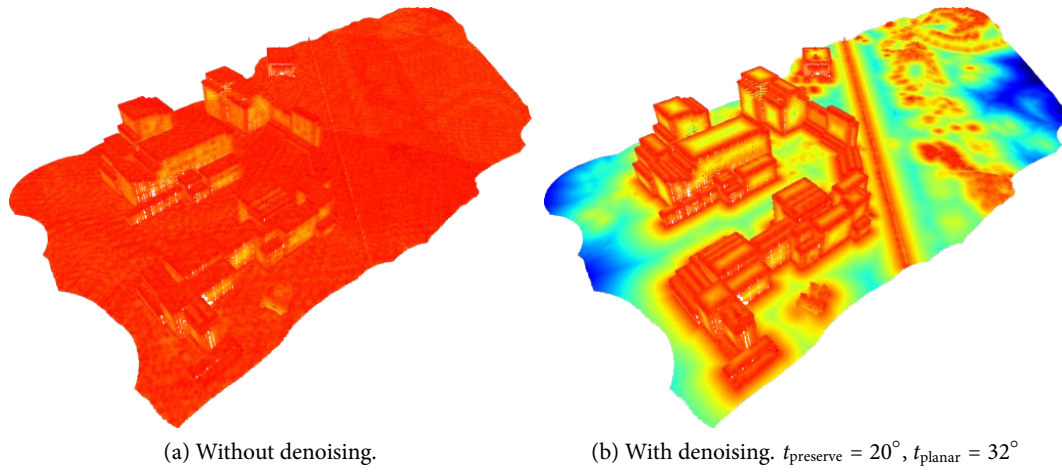 (a) Without denoising.
(b) With denoising. t_preserve = 20°, t_planar = 32°